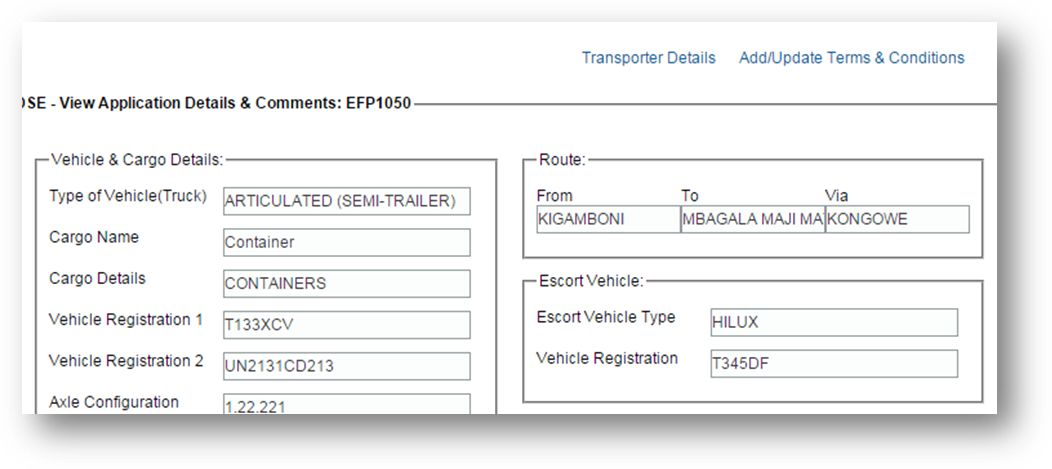 Transporter Details Add/Update Terms & Conditions
OSE - View Application Details & Comments: EFP1050
Vehicle & Cargo Details:
Type of Vehicle(Truck) ARTICULATED (SEMI-TRAILER)
Cargo Name Container
Cargo Details CONTAINERS
Vehicle Registration 1 T133XCV
Vehicle Registration 2 UN2131CD213
Axle Configuration 1.22.221
Route:
From To Via
KIGAMBONI MBAGALA MAJI MA KONGOWE
Escort Vehicle:
Escort Vehicle Type HILUX
Vehicle Registration T345DF